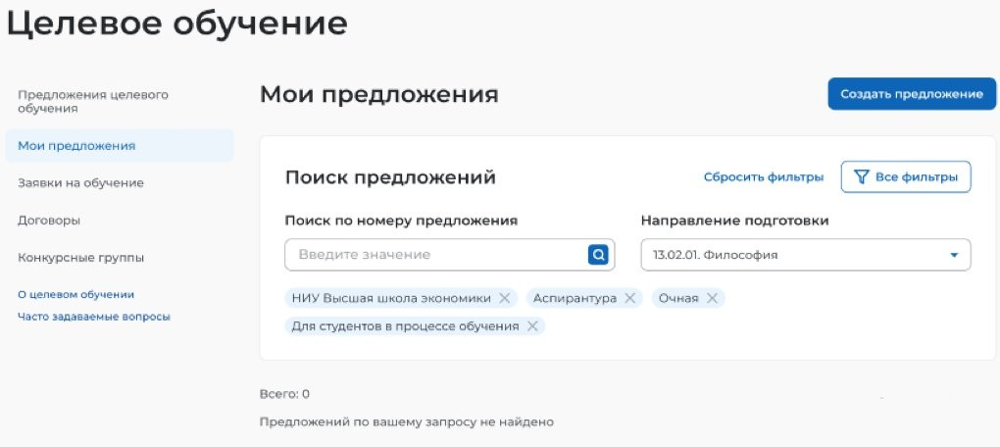 Целевое обучение
Предложения целевого
обучения
Мои предложения
Заявки на обучение
Договоры
Конкурсные группы
О целевом обучении
Часто задаваемые вопросы
Мои предложения
Создать предложение
Поиск предложений
Сбросить фильтры
Все фильтры
Поиск по номеру предложения
Направление подготовки
Введите значение
13.02.01. Философия
НИУ Высшая школа экономики
Аспирантура
Очная
Для студентов в процессе обучения
Всего: 0
Предложений по вашему запросу не найдено